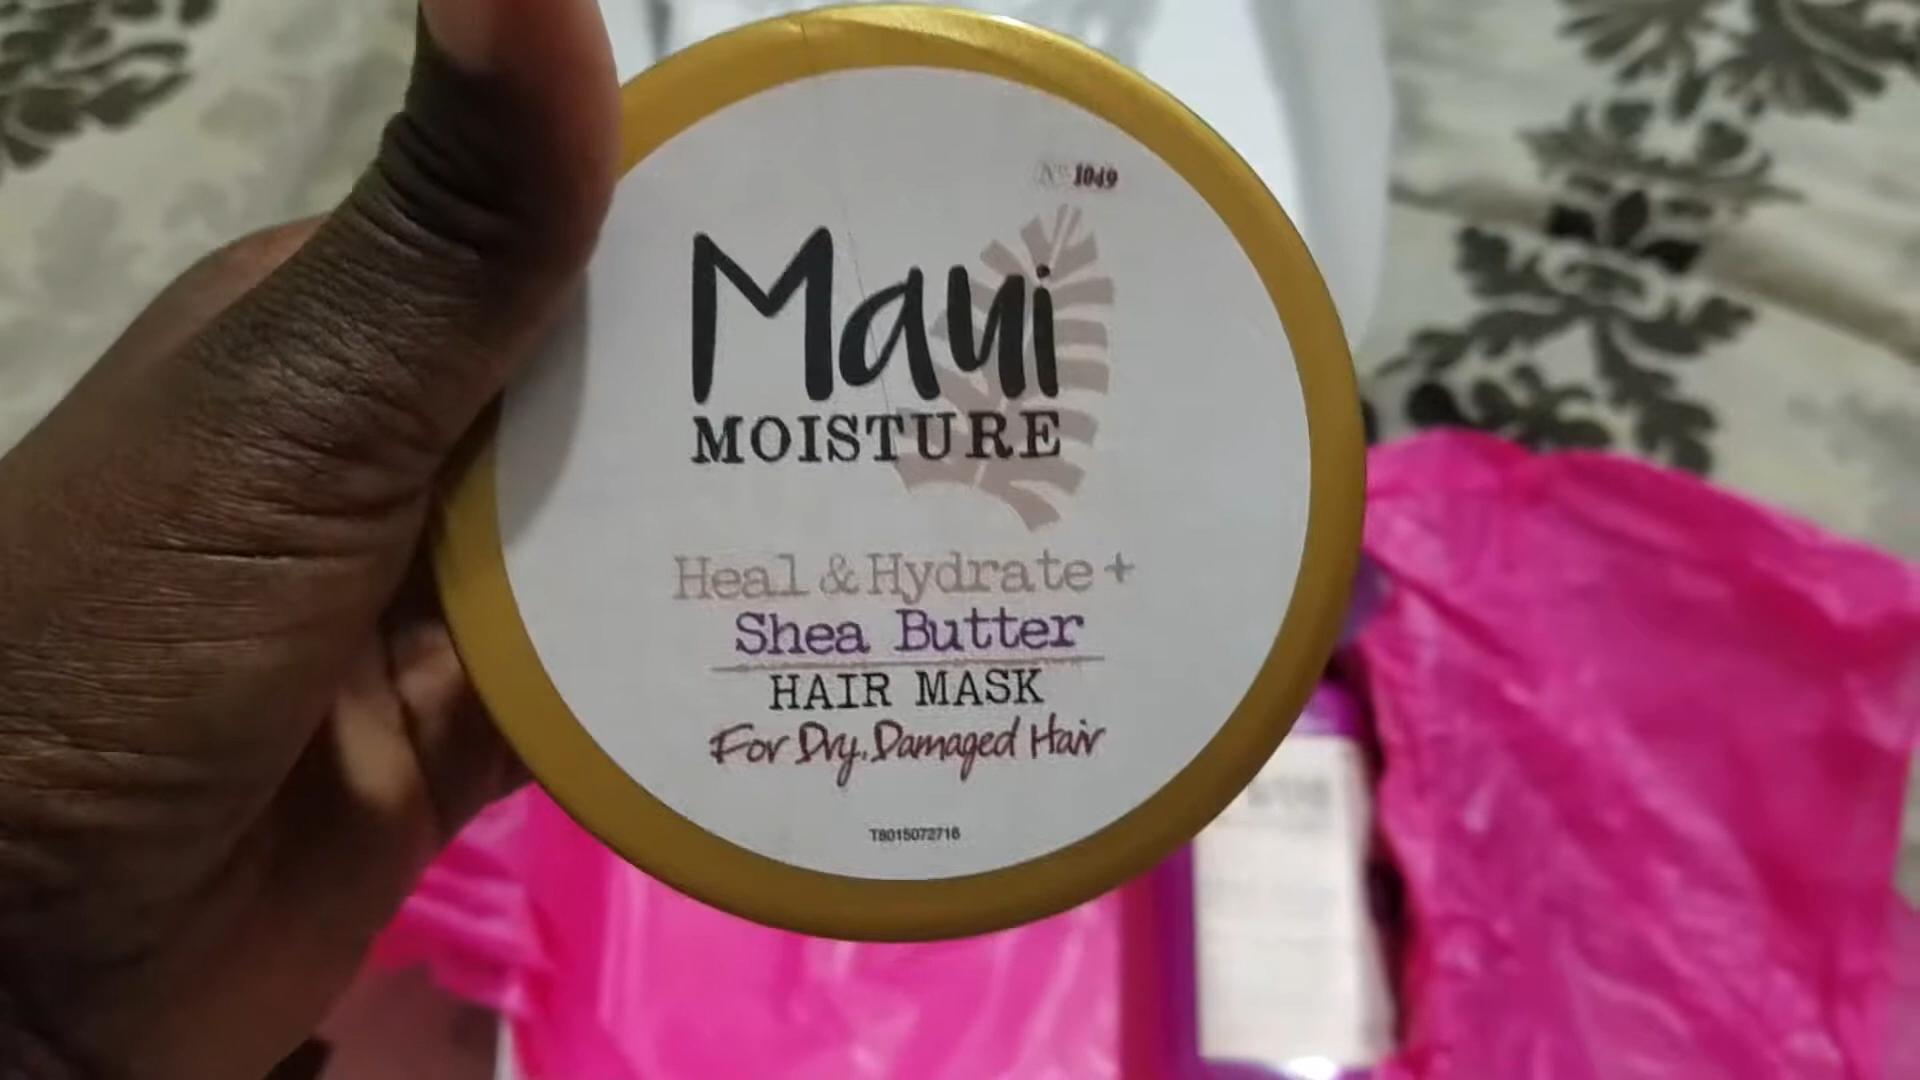 No 1049
Maui
MOISTURE
Heal & Hydrate +
Shea Butter
HAIR MASK
For Dry, Damaged Hair
T8015072716